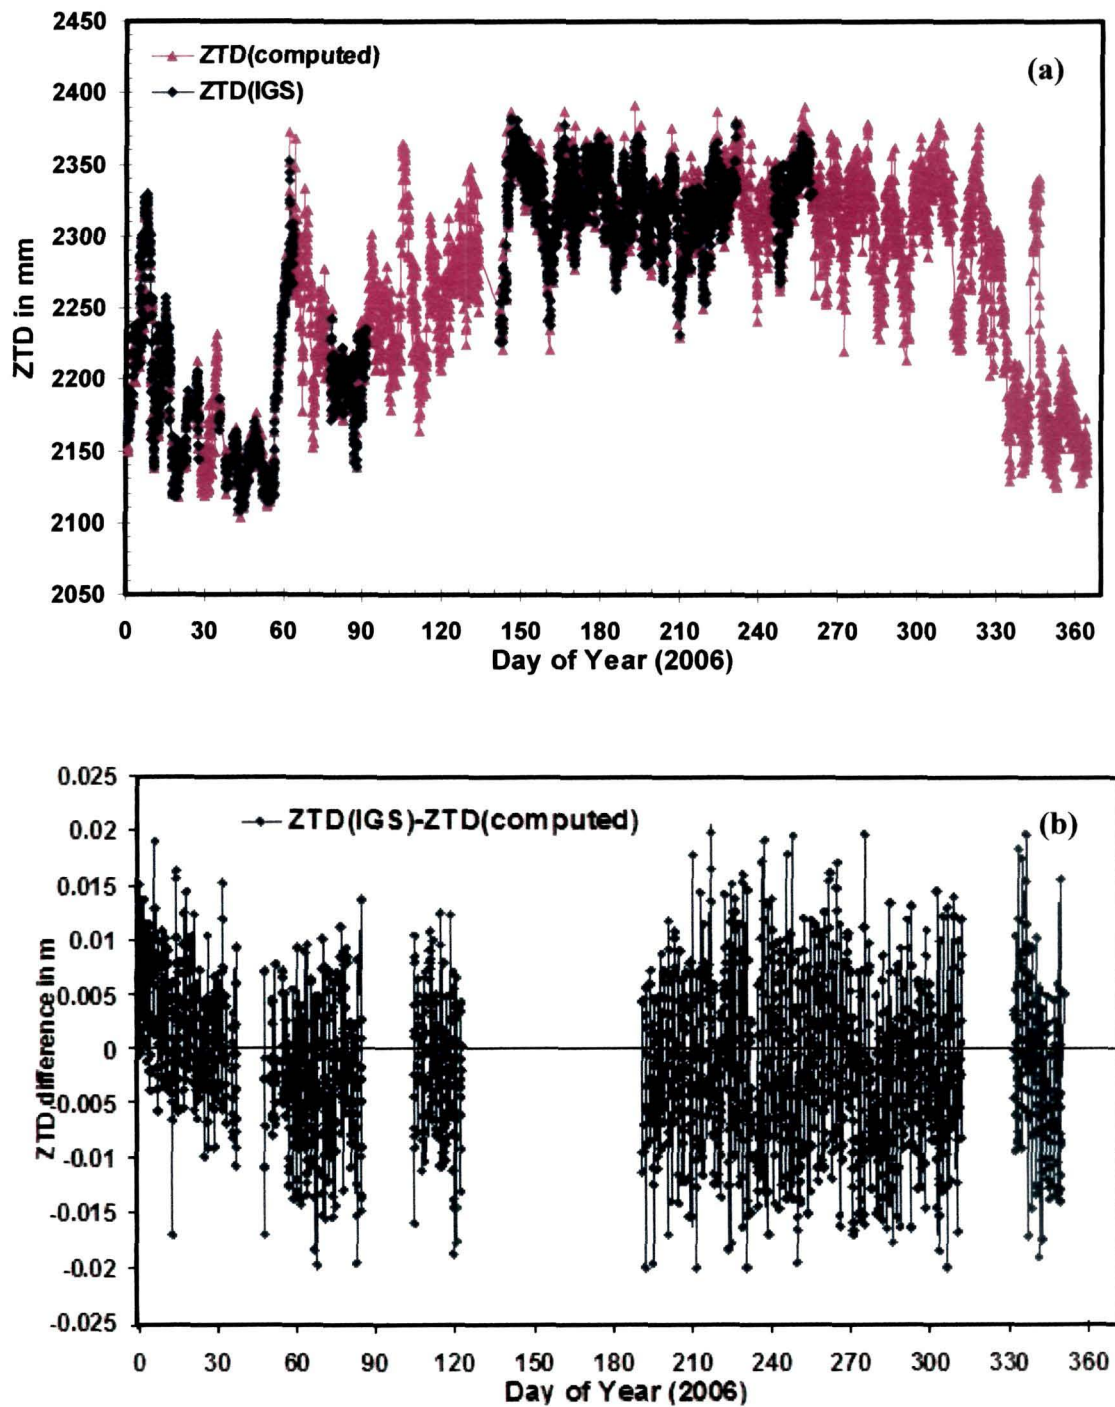 2450
ZTD(computed)
(a)
2400
ZTD(IGS)
2350
2300
2250
2200
2150
2100
2050
ZTD in mm
0 30 60 90 120 150 180 210 240 270 300 330 360
Day of Year (2006)
0.025
ZTD(IGS)-ZTD(computed)
(b)
0.02
0.015
0.01
0.005
0
-0.005
-0.01
-0.015
-0.02
-0.025
ZTD difference in m
0 30 60 90 120 150 180 210 240 270 300 330 360
Day of Year (2006)